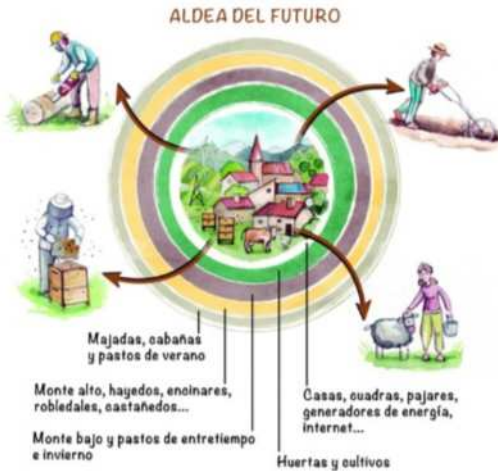 ALDEA DEL FUTURO
Majadas, cabañas
y pastos de verano
Monte alto, hayedos, encinares,
robledales, castañedos...
Monte bajo y pastos de entretiempo
e invierno
Casas, cuadras, pajares,
generadores de energía,
internet...
Huertas y cultivos